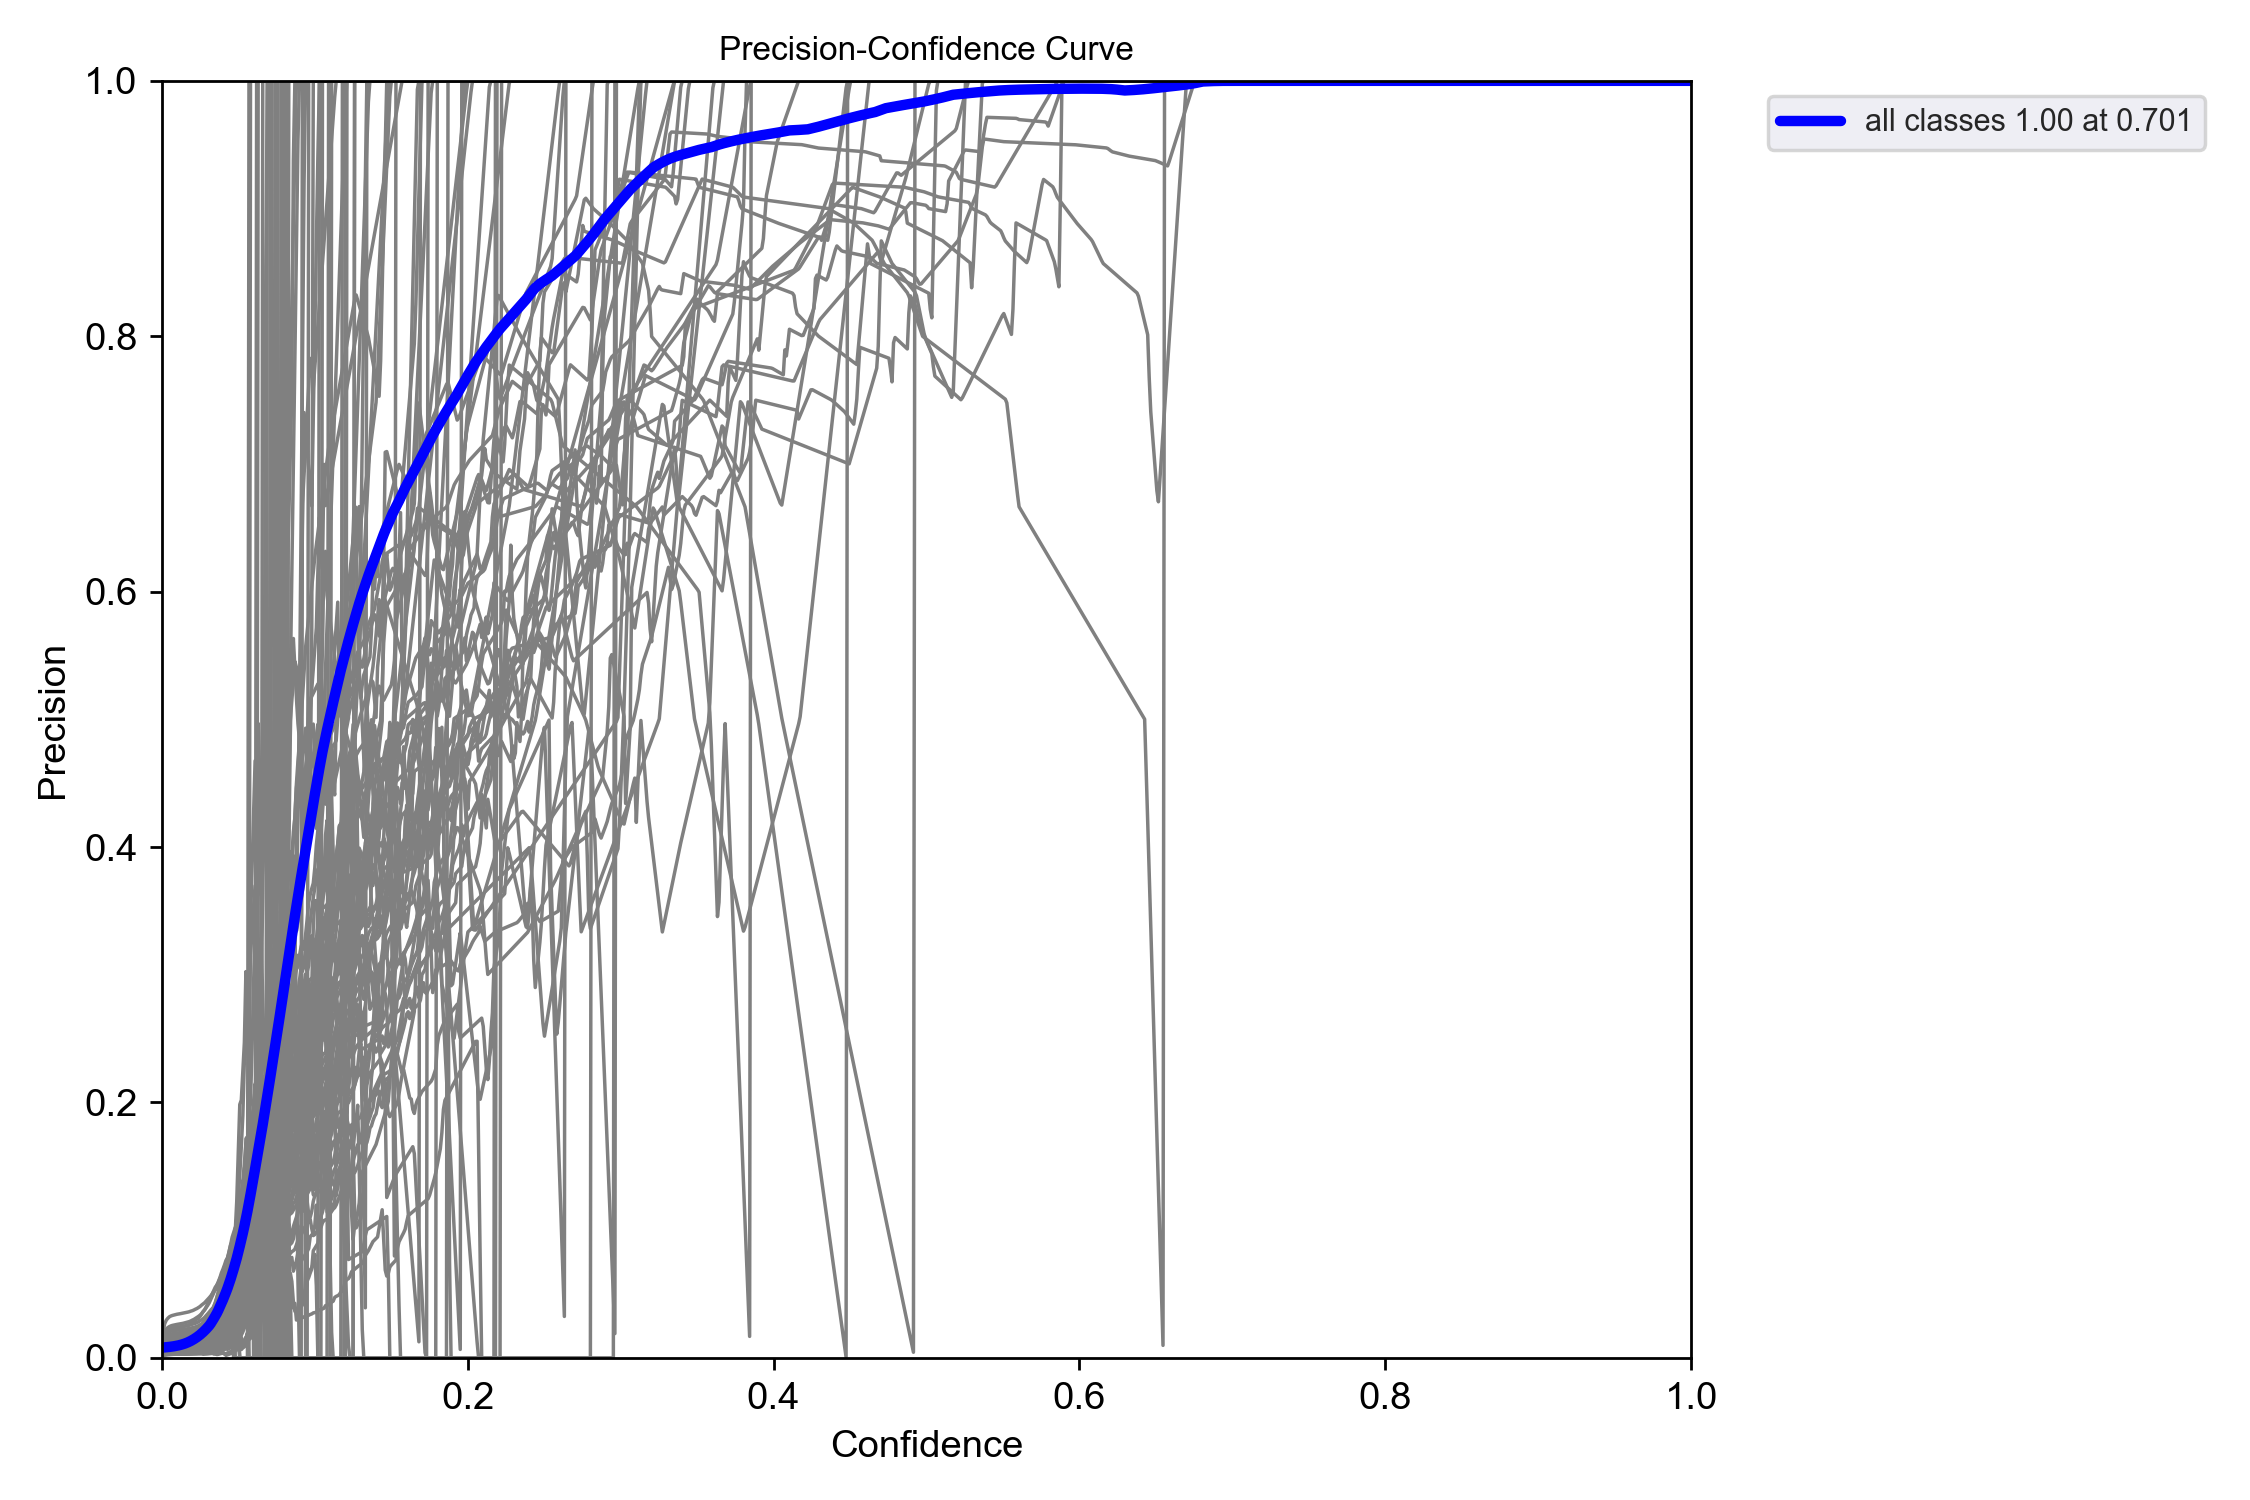 Precision-Confidence Curve
1.0
all classes 1.00 at 0.701
0.8
0.6
Precision
0.4
0.2
0.0
0.0 0.2 0.4 0.6 0.8 1.0
Confidence